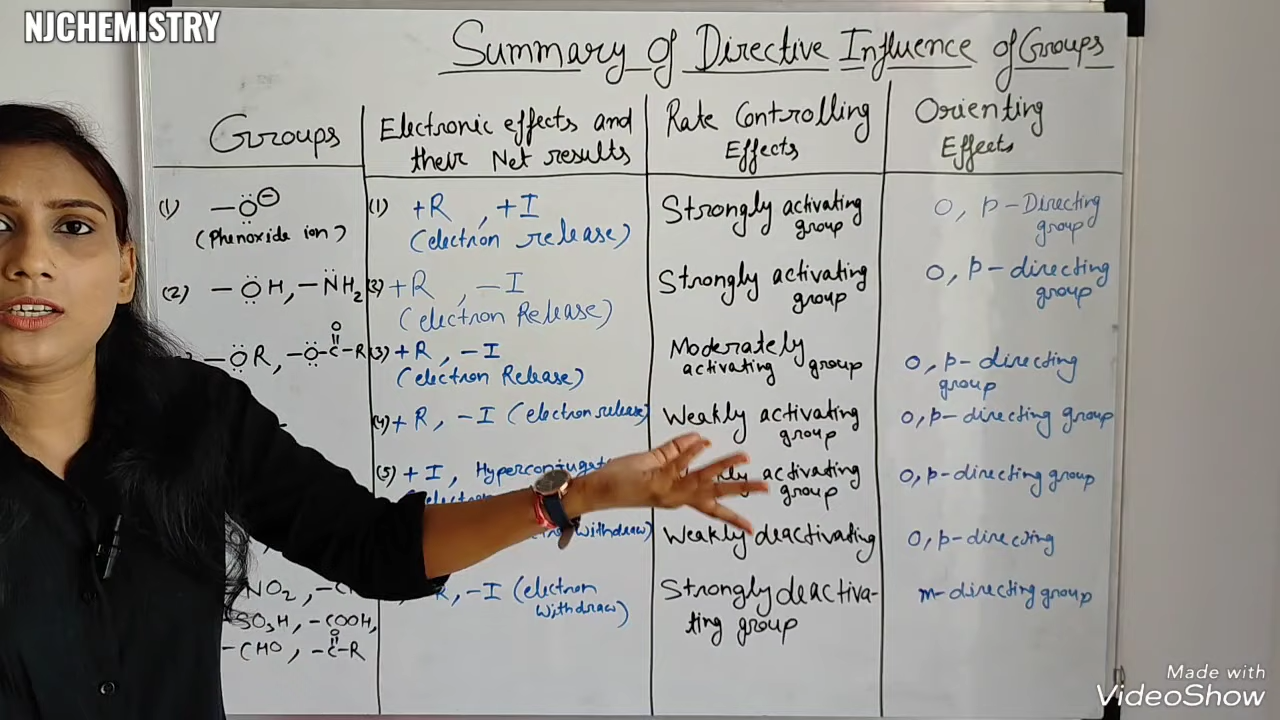 NJCHEMISTRY
Summary of Directive Influence of Groups
Groups
Electronic effects and
their Net results
Rate Controlling
Effects
Orienting
Effects
(1) –Ö⊖
(Phenoxide ion)
(1) +R , +I
(electron release)
Strongly activating
group
O, P-Directing
group
(2) –ÖH, –N̈H₂
(2) +R , –I
(electron Release)
Strongly activating
group
O, P-directing
group
–ÖR, –Ö–C–R
O
(3) +R, –I
(electron Release)
Moderately
activating group
O, P-directing
group
(4) +R, –I (electron release)
Weakly activating
group
O, P-directing group
(5) +I,
activating
group
O, P-directing group
withdraw)
Weakly deactivating
O, P-directing
NO₂,
SO₃H, –COOH,
–CHO, –C–R
O
R, –I (electron
withdraw)
Strongly deactiva-
ting group
m-directing group
Made with
VideoShow